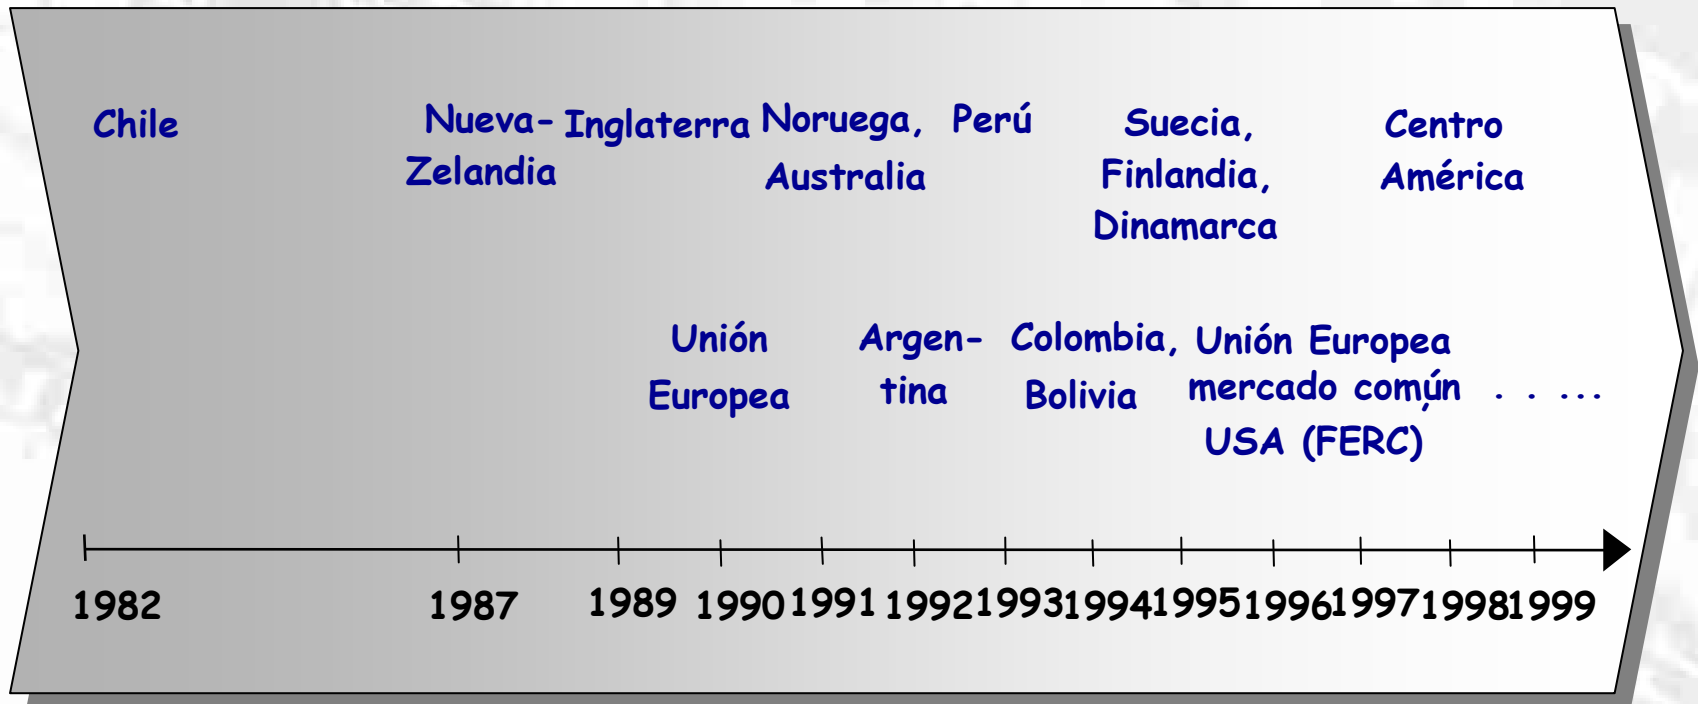 Chile
Nueva-
Zelandia
Inglaterra
Noruega,
Australia
Perú
Suecia,
Finlandia,
Dinamarca
Centro
América
Unión
Europea
Argen-
tina
Colombia,
Bolivia
Unión Europea
mercado común,
USA (FERC)
. . ...
1982 1987 1989 1990 1991 1992 1993 1994 1995 1996 1997 1998 1999